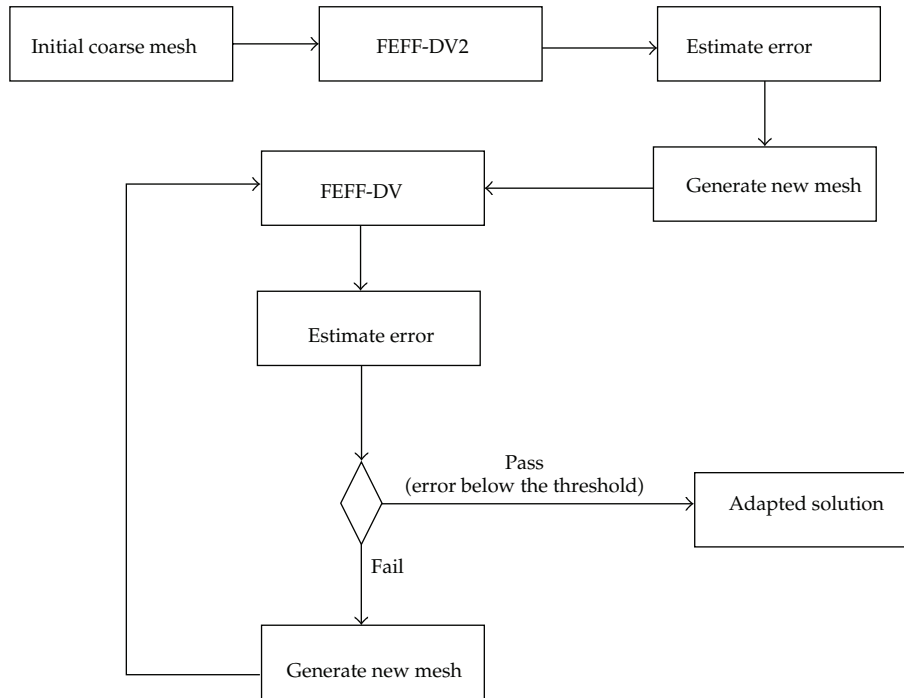 Initial coarse mesh
FEFF-DV2
Estimate error
Generate new mesh
FEFF-DV
Estimate error
Pass
(error below the threshold)
Adapted solution
Fail
Generate new mesh